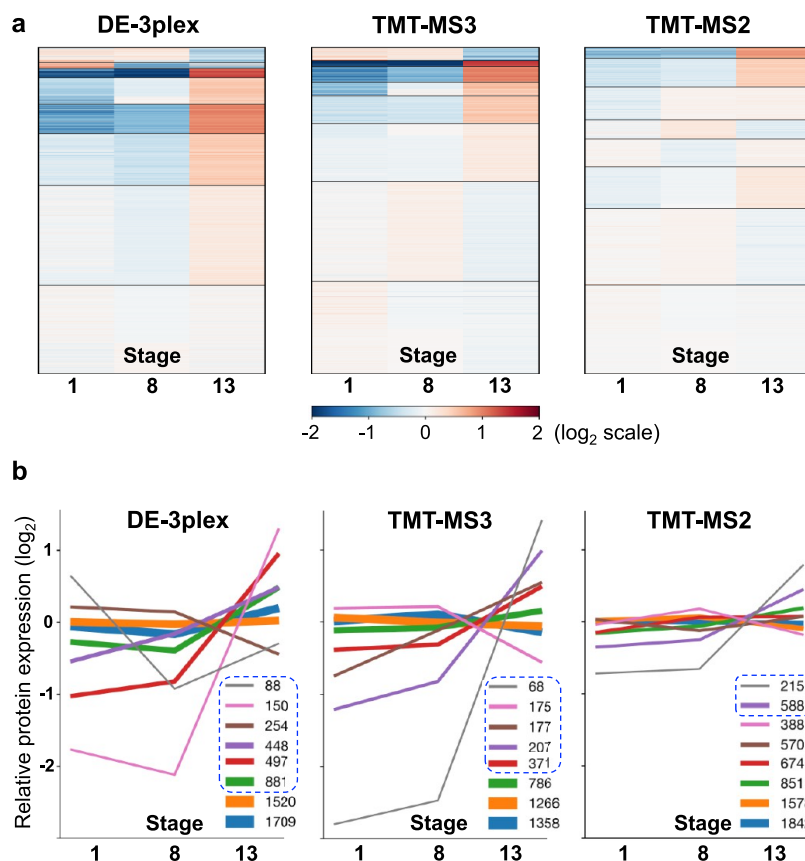 a
DE-3plex TMT-MS3 TMT-MS2
Stage Stage Stage
1 8 13 1 8 13 1 8 13
-2 -1 0 1 2 (log2 scale)
b
Relative protein expression (log2)
DE-3plex TMT-MS3 TMT-MS2
1
0
-1
-2
88
150
254
448
497
881
1520
1709
68
175
177
207
371
786
1266
1358
215
588
388
570
674
851
Stage Stage Stage
1 8 13 1 8 13 1 8 13